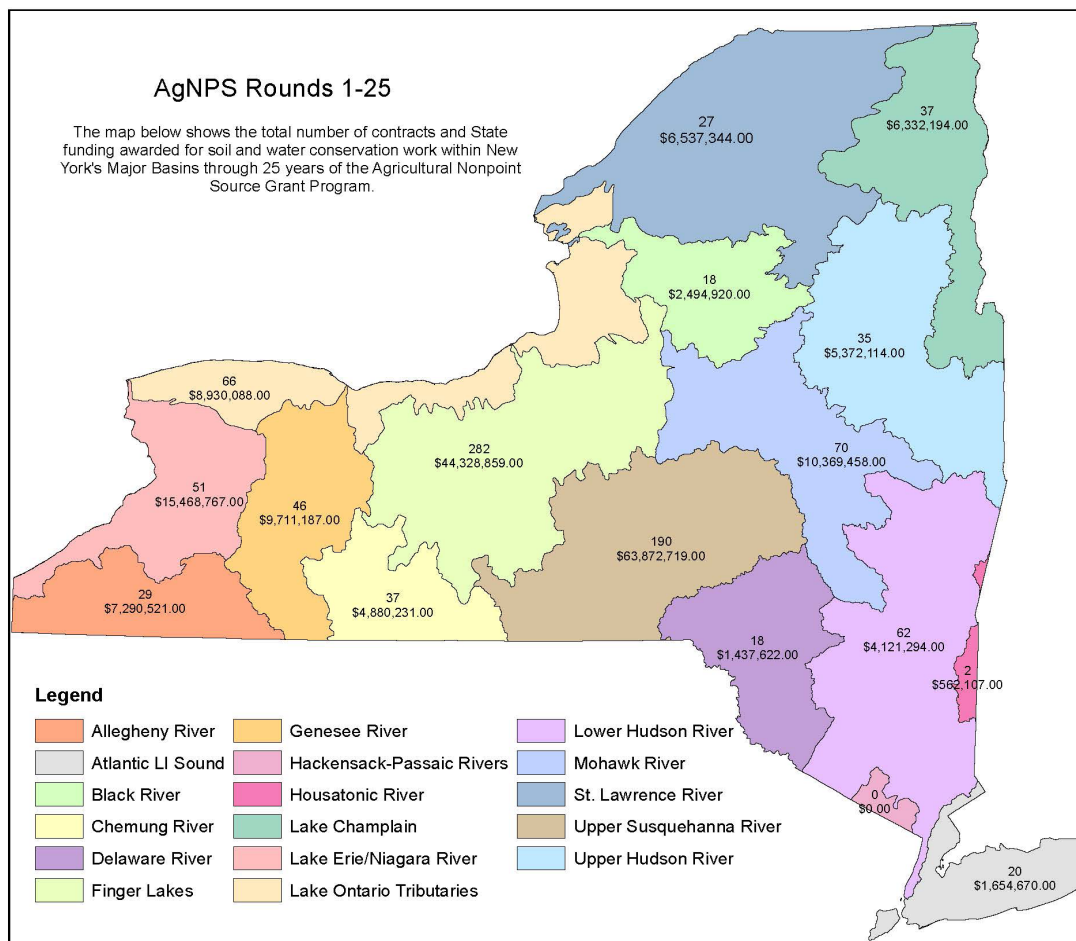 AgNPS Rounds 1-25
The map below shows the total number of contracts and State
funding awarded for soil and water conservation work within New
York's Major Basins through 25 years of the Agricultural Nonpoint
Source Grant Program.
27
$6,537,344.00
37
$6,332,194.00
18
$2,494,920.00
35
$5,372,114.00
66
$8,930,088.00
282
$44,328,859.00
70
$10,369,458.00
51
$15,468,767.00
46
$9,711,187.00
190
$63,872,719.00
29
$7,290,521.00
37
$4,880,231.00
18
$1,437,622.00
62
$4,121,294.00
2
$562,107.00
0
$0.00
20
$1,654,670.00
Legend
Allegheny River
Atlantic LI Sound
Black River
Chemung River
Delaware River
Finger Lakes
Genesee River
Hackensack-Passaic Rivers
Housatonic River
Lake Champlain
Lake Erie/Niagara River
Lake Ontario Tributaries
Lower Hudson River
Mohawk River
St. Lawrence River
Upper Susquehanna River
Upper Hudson River